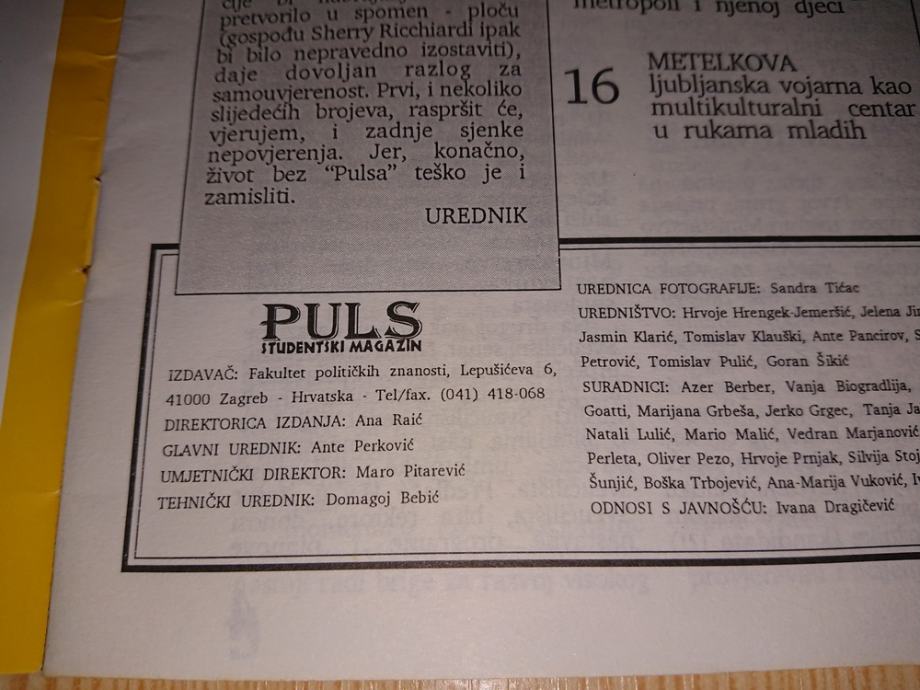 pretvorilo u spomen - ploču
(gospođu Sherry Ricchiardi ipak
bi bilo nepravedno izostaviti),
daje dovoljan razlog za
samouvjerenost. Prvi, i nekoliko
slijedećih brojeva, raspršit će,
vjerujem, i zadnje sjenke
nepovjerenja. Jer, konačno,
život bez “Pulsa” teško je i
zamisliti.
UREDNIK
metropoli i njenoj djeci
16
METELKOVA
ljubljanska vojarna kao
multikulturalni centar
u rukama mladih
PULS
STUDENTSKI MAGAZIN
IZDAVAČ: Fakultet političkih znanosti, Lepušićeva 6,
41000 Zagreb - Hrvatska - Tel/fax. (041) 418-068
DIREKTORICA IZDANJA: Ana Raić
GLAVNI UREDNIK: Ante Perković
UMJETNIČKI DIREKTOR: Maro Pitarević
TEHNIČKI UREDNIK: Domagoj Bebić
UREDNICA FOTOGRAFIJE: Sandra Tićac
UREDNIŠTVO: Hrvoje Hrengek-Jemeršić, Jelena
Jasmin Klarić, Tomislav Klauški, Ante Pancirov,
Petrović, Tomislav Pulić, Goran Šikić
SURADNICI: Azer Berber, Vanja Biogradlija,
Goatti, Marijana Grbeša, Jerko Grgec, Tanja
Natali Lulić, Mario Malić, Vedran Marjanović
Perleta, Oliver Pezo, Hrvoje Prnjak, Silvija
Šunjić, Boška Trbojević, Ana-Marija Vuković,
ODNOSI S JAVNOŠĆU: Ivana Dragičević